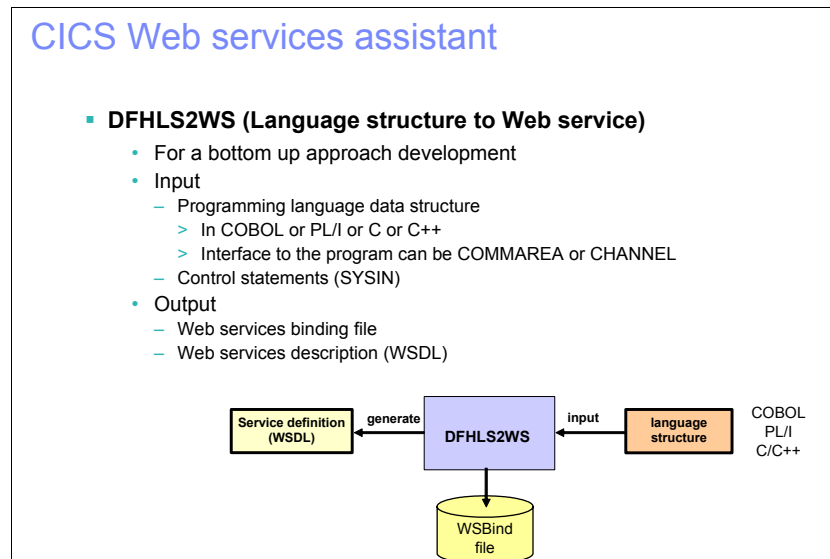 CICS Web services assistant
▪ DFHLS2WS (Language structure to Web service)
• For a bottom up approach development
• Input
– Programming language data structure
> In COBOL or PL/I or C or C++
> Interface to the program can be COMMAREA or CHANNEL
– Control statements (SYSIN)
• Output
– Web services binding file
– Web services description (WSDL)
Service definition
(WSDL)
generate
DFHLS2WS
input
language
structure
COBOL
PL/I
C/C++
WSBind
file